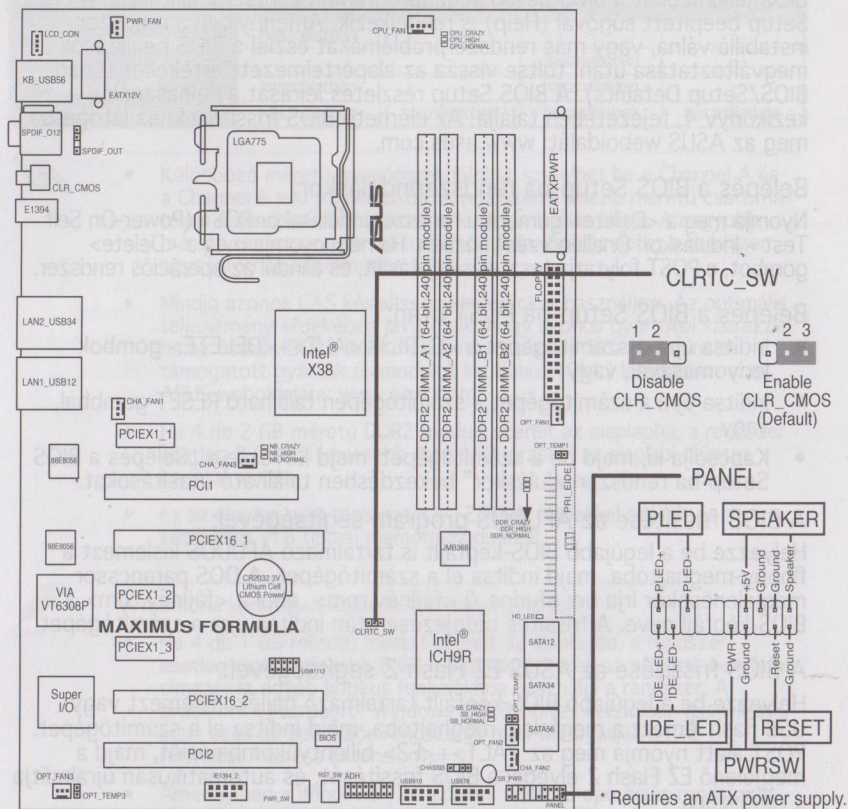 PWR_FAN
CPU_FAN
CPU_CRAZY
CPU_HIGH
CPU_NORMAL
LCD_CON
KB_USB56
EATX12V
SPDIF_O12
SPDIF_OUT
LGA775
CLR_CMOS
E1394
ASUS
DDR2 DIMM_A1 (64 bit,240-pin module)
DDR2 DIMM_A2 (64 bit,240-pin module)
DDR2 DIMM_B1 (64 bit,240-pin module)
DDR2 DIMM_B2 (64 bit,240-pin module)
EATXPWR
FLOPPY
CLRTC_SW
1 2
2 3
Disable
CLR_CMOS
Enable
CLR_CMOS
(Default)
LAN2_USB34
Intel®
X38
LAN1_USB12
CHA_FAN1
PCIEX1_1
OPT_FAN1
OPT_TEMP1
NB_CRAZY
NB_HIGH
NB_NORMAL
88E8056
CHA_FAN3
PCI1
PRI_EIDE
PANEL
DDR_CRAZY
DDR_HIGH
DDR_NORMAL
PLED
SPEAKER
PCIEX16_1
88E8056
JMB368
CR2032 3V
Lithium Cell
CMOS Power
PLED+
PLED-
+5V
Ground
Ground
Speaker
VIA
VT6308P
PCIEX1_2
MAXIMUS FORMULA
CLRTC_SW
HD_LED
SATA12
Intel®
ICH9R
PCIEX1_3
USB1112
SATA34
IDE_LED+
IDE_LED-
PWR
Ground
Reset
Ground
Super
I/O
PCIEX16_2
OPT_TEMP2
SB_CRAZY
SB_HIGH
SB_NORMAL
SATA56
IDE_LED
RESET
BIOS
OPT_FAN2
PCI2
PWRSW
CHASSIS
CHA_FAN2
SB_PWR
OPT_FAN3
OPT_TEMP3
IE1394_2
PWR_SW
RST_SW
ADH
USB910
USB78
PANEL
* Requires an ATX power supply.